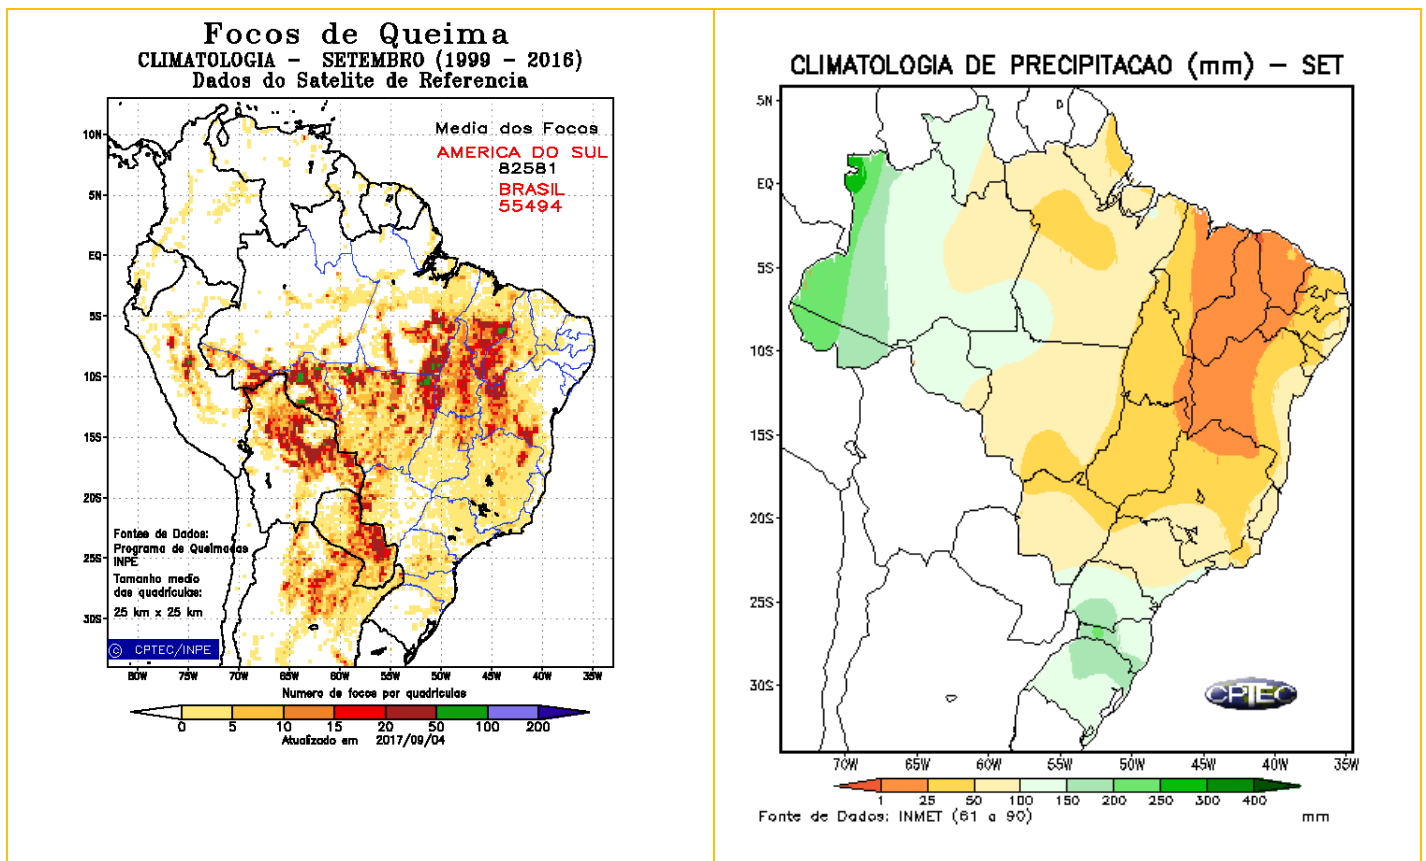 Focos de Queima
CLIMATOLOGIA - SETEMBRO (1999 - 2016)
Dados do Satelite de Referencia
Media dos Focos
AMERICA DO SUL
82581
BRASIL
55494
10N
5N
EQ
5S
10S
15S
20S
25S
30S
Fontes de Dados:
Programa de Queimadas
INPE
Tamanho medio
das quadriculas:
25 km x 25 km
© CPTEC/INPE
80W 75W 70W 65W 60W 55W 50W 45W 40W 35W
Numero de focos por quadriculas
0 5 10 15 20 50 100 200
Atualizado em 2017/09/04
CLIMATOLOGIA DE PRECIPITACAO (mm) - SET
5N
EQ
5S
10S
15S
20S
25S
30S
CPTEC
70W 65W 60W 55W 50W 45W 40W 35W
1 25 50 100 150 200 250 300 400
Fonte de Dados: INMET (61 a 90) mm